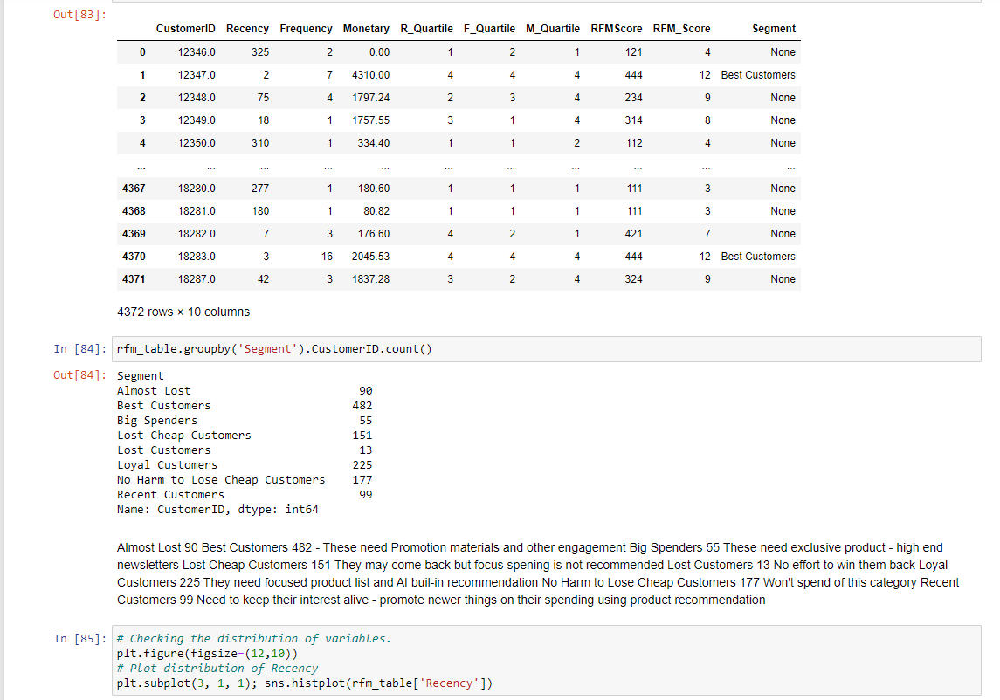 Out[83]:
CustomerID Recency Frequency Monetary R_Quartile F_Quartile M_Quartile RFMScore RFM_Score Segment
0 12346.0 325 2 0.00 1 2 1 121 4 None
1 12347.0 2 7 4310.00 4 4 4 444 12 Best Customers
2 12348.0 75 4 1797.24 2 3 4 234 9 None
3 12349.0 18 1 1757.55 3 1 4 314 8 None
4 12350.0 310 1 334.40 1 1 2 112 4 None
... ... ... ... ... ... ... ... ... ... ...
4367 18280.0 277 1 180.60 1 1 1 111 3 None
4368 18281.0 180 1 80.82 1 1 1 111 3 None
4369 18282.0 7 3 176.60 4 2 1 421 7 None
4370 18283.0 3 16 2045.53 4 4 4 444 12 Best Customers
4371 18287.0 42 3 1837.28 3 2 4 324 9 None
4372 rows × 10 columns
In [84]: rfm_table.groupby('Segment').CustomerID.count()
Out[84]: Segment
Almost Lost 90
Best Customers 482
Big Spenders 55
Lost Cheap Customers 151
Lost Customers 13
Loyal Customers 225
No Harm to Lose Cheap Customers 177
Recent Customers 99
Name: CustomerID, dtype: int64
Almost Lost 90 Best Customers 482 - These need Promotion materials and other engagement Big Spenders 55 These need exclusive product - high end
newsletters Lost Cheap Customers 151 They may come back but focus spening is not recommended Lost Customers 13 No effort to win them back Loyal
Customers 225 They need focused product list and AI buil-in recommendation No Harm to Lose Cheap Customers 177 Won't spend of this category Recent
Customers 99 Need to keep their interest alive - promote newer things on their spending using product recommendation
In [85]: # Checking the distribution of variables.
plt.figure(figsize=(12,10))
# Plot distribution of Recency
plt.subplot(3, 1, 1); sns.histplot(rfm_table['Recency'])